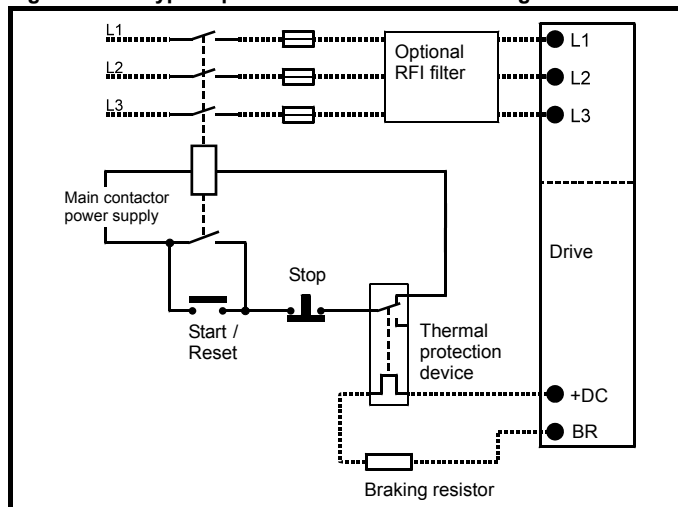 L1
L2
L3
Optional
RFI filter
L1
L2
L3
Main contactor
power supply
Drive
Stop
Start /
Reset
Thermal
protection
device
+DC
BR
Braking resistor